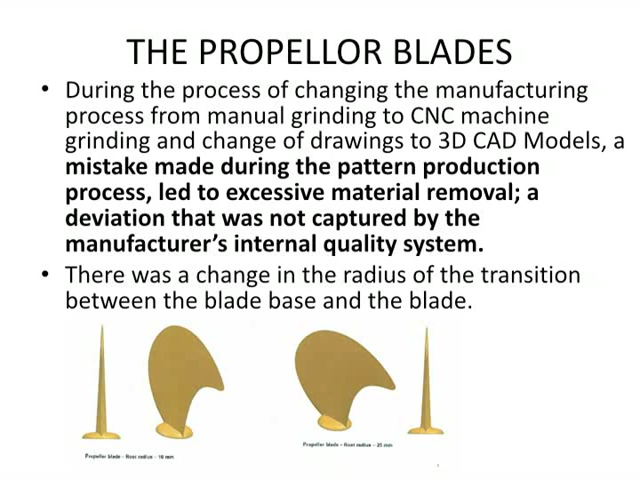 THE PROPELLOR BLADES
• During the process of changing the manufacturing
process from manual grinding to CNC machine
grinding and change of drawings to 3D CAD Models, a
mistake made during the pattern production
process, led to excessive material removal; a
deviation that was not captured by the
manufacturer’s internal quality system.
• There was a change in the radius of the transition
between the blade base and the blade.
Propeller blade – Root radius – 25 mm
Propeller blade – Root radius – 10 mm